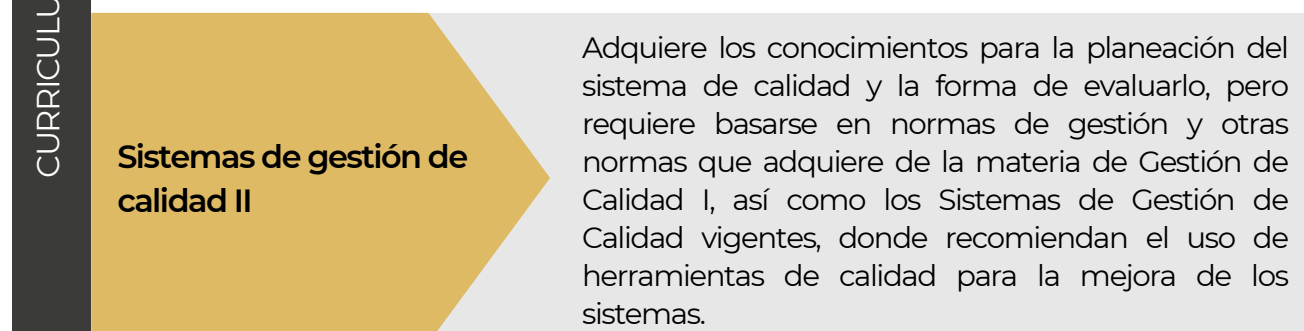 CURRICULU
Sistemas de gestión de
calidad II
Adquiere los conocimientos para la planeación del
sistema de calidad y la forma de evaluarlo, pero
requiere basarse en normas de gestión y otras
normas que adquiere de la materia de Gestión de
Calidad I, así como los Sistemas de Gestión de
Calidad vigentes, donde recomiendan el uso de
herramientas de calidad para la mejora de los
sistemas.